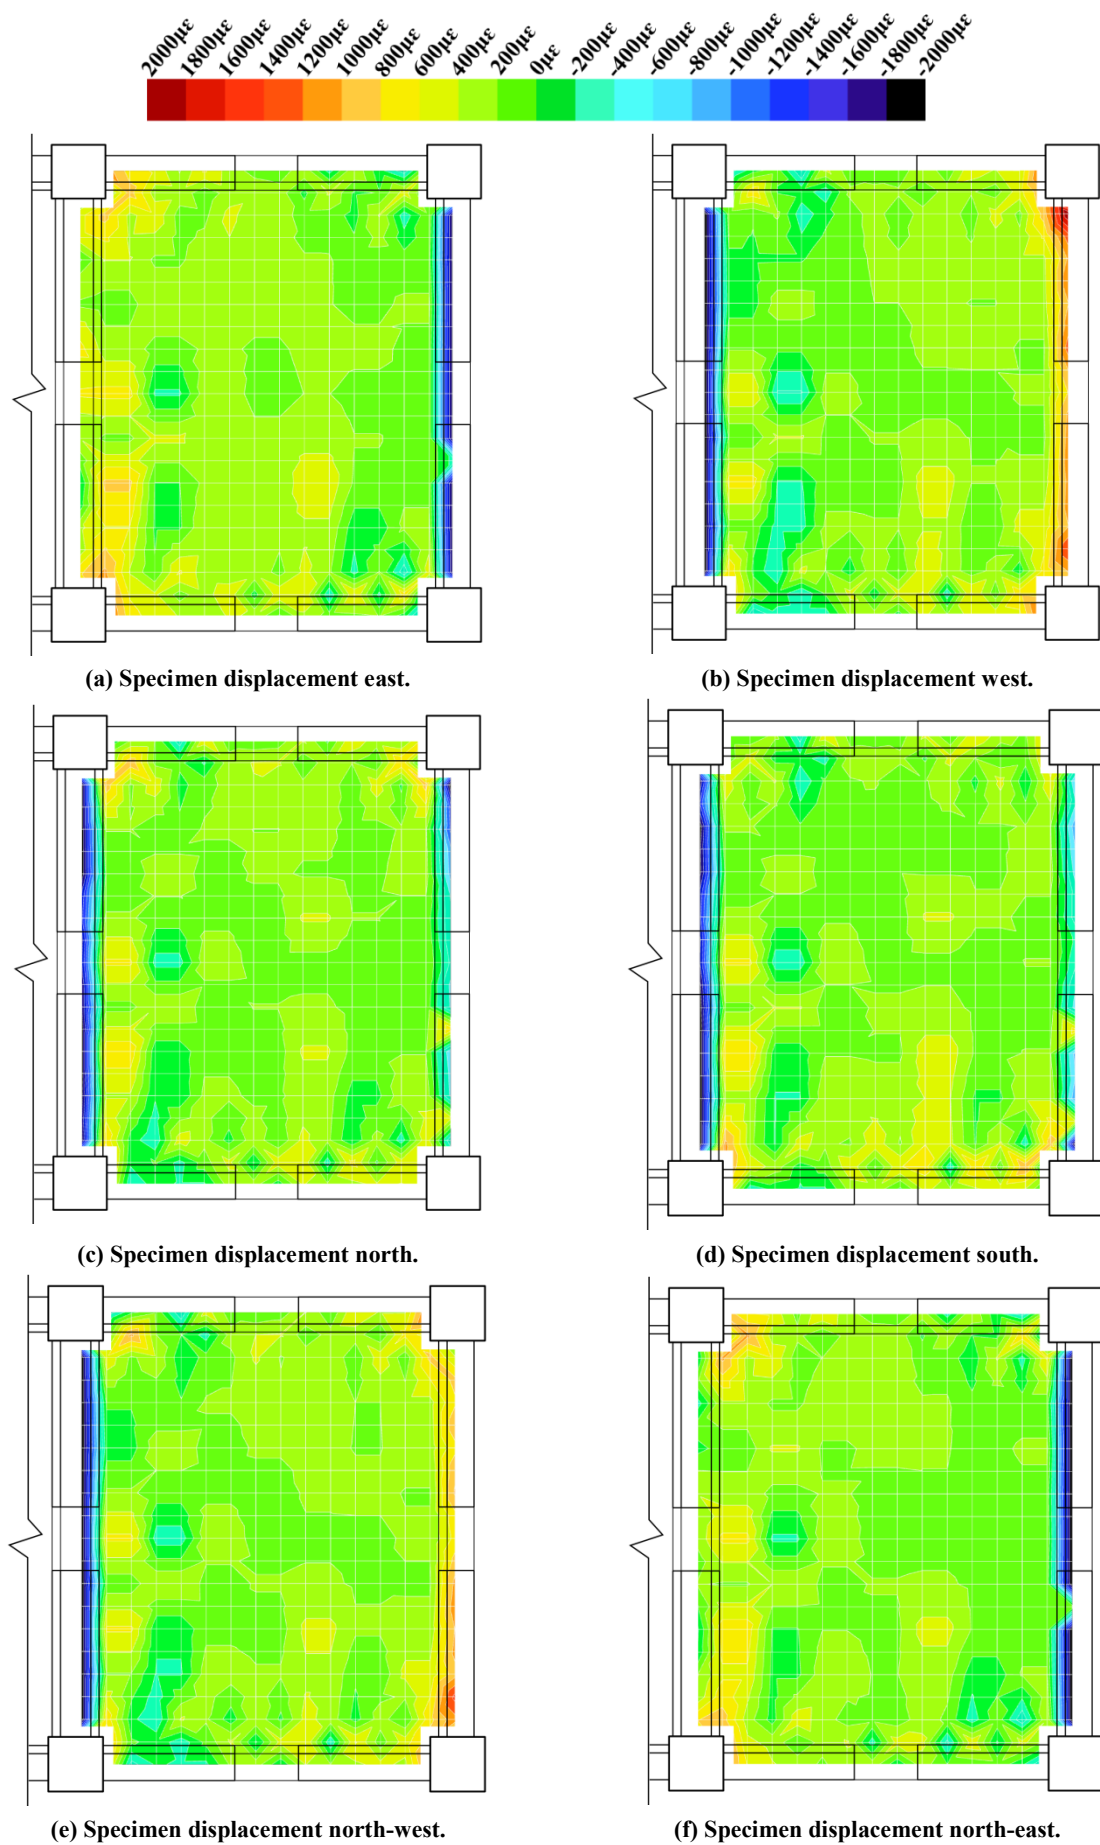 2000με 1800με 1600με 1400με 1200με 1000με 800με 600με 400με 200με 0με -200με -400με -600με -800με -1000με -1200με -1400με -1600με -1800με -2000με
(a) Specimen displacement east.
(b) Specimen displacement west.
(c) Specimen displacement north.
(d) Specimen displacement south.
(e) Specimen displacement north-west.
(f) Specimen displacement north-east.